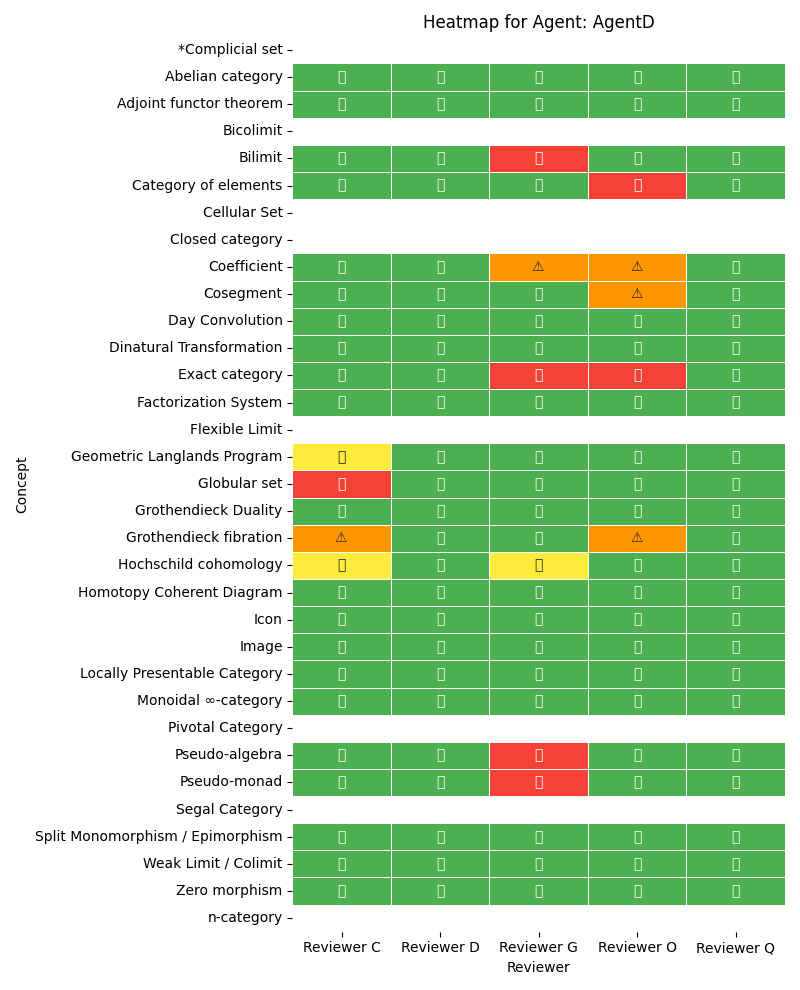 Heatmap for Agent: AgentD
*Complicial set
Abelian category
Adjoint functor theorem
Bicolimit
Bilimit
Category of elements
Cellular Set
Closed category
Coefficient ⚠ ⚠
Cosegment ⚠
Day Convolution
Dinatural Transformation
Exact category
Factorization System
Flexible Limit
Geometric Langlands Program
Globular set
Grothendieck Duality
Grothendieck fibration ⚠ ⚠
Hochschild cohomology
Homotopy Coherent Diagram
Icon
Image
Locally Presentable Category
Monoidal ∞-category
Pivotal Category
Pseudo-algebra
Pseudo-monad
Segal Category
Split Monomorphism / Epimorphism
Weak Limit / Colimit
Zero morphism
n-category
Concept
Reviewer C Reviewer D Reviewer G Reviewer O Reviewer Q
Reviewer